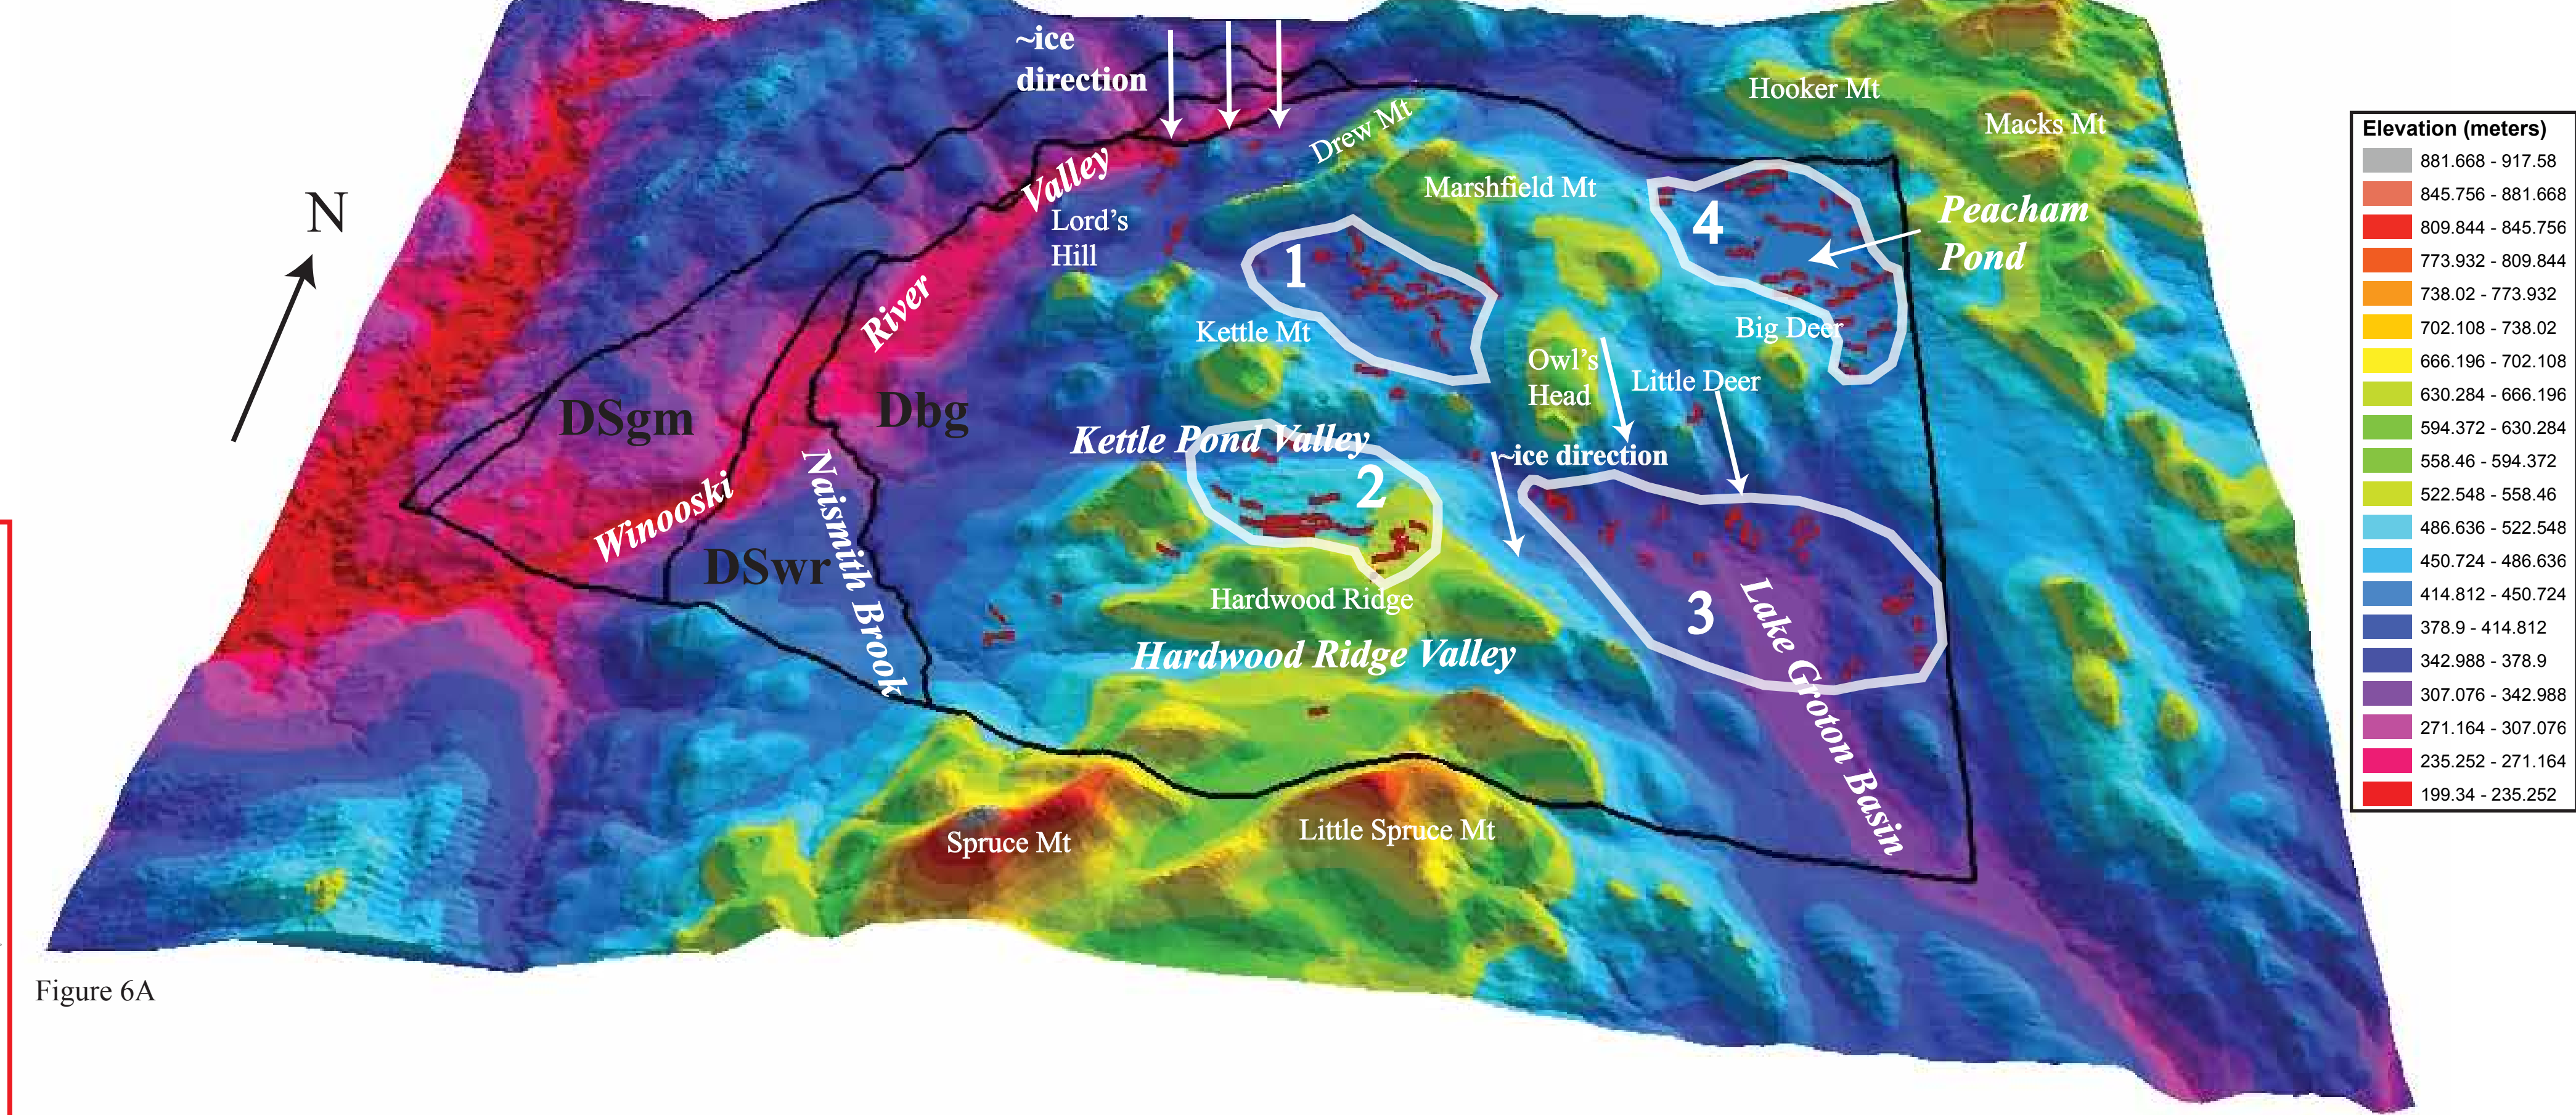 ~ice
direction
N
Hooker Mt
Macks Mt
Drew Mt
Marshfield Mt
Valley
Lord's
Hill
Peacham
Pond
4
1
River
Kettle Mt
Big Deer
Owl's
Head
Little Deer
DSgm
Dbg
Kettle Pond Valley
~ice direction
2
Winooski
Naismith Brook
DSwr
Hardwood Ridge
3
Lake Groton Basin
Hardwood Ridge Valley
Spruce Mt
Little Spruce Mt
Figure 6A
Elevation (meters)
881.668 - 917.58
845.756 - 881.668
809.844 - 845.756
773.932 - 809.844
738.02 - 773.932
702.108 - 738.02
666.196 - 702.108
630.284 - 666.196
594.372 - 630.284
558.46 - 594.372
522.548 - 558.46
486.636 - 522.548
450.724 - 486.636
414.812 - 450.724
378.9 - 414.812
342.988 - 378.9
307.076 - 342.988
271.164 - 307.076
235.252 - 271.164
199.34 - 235.252